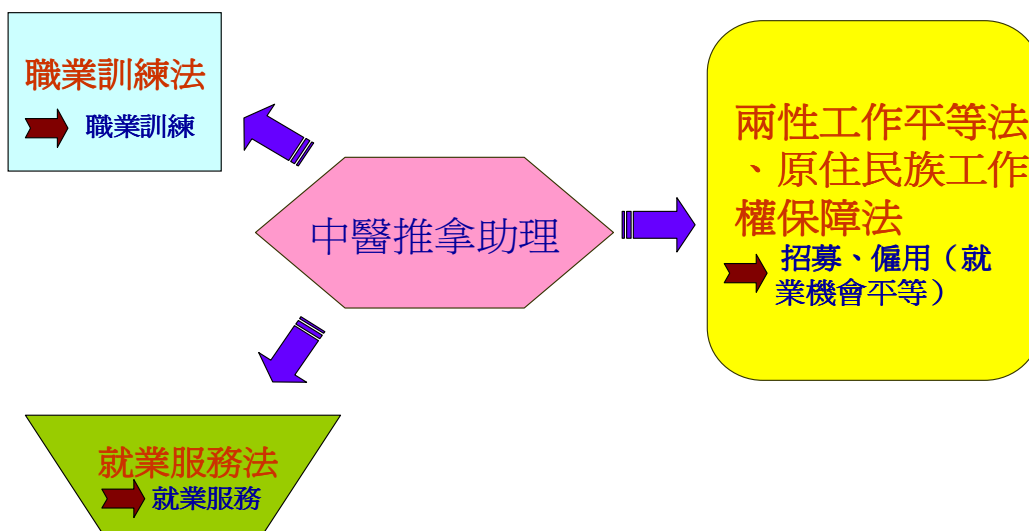 職業訓練法
職業訓練
中醫推拿助理
兩性工作平等法
、原住民族工作
權保障法
招募、僱用（就
業機會平等）
就業服務法
就業服務